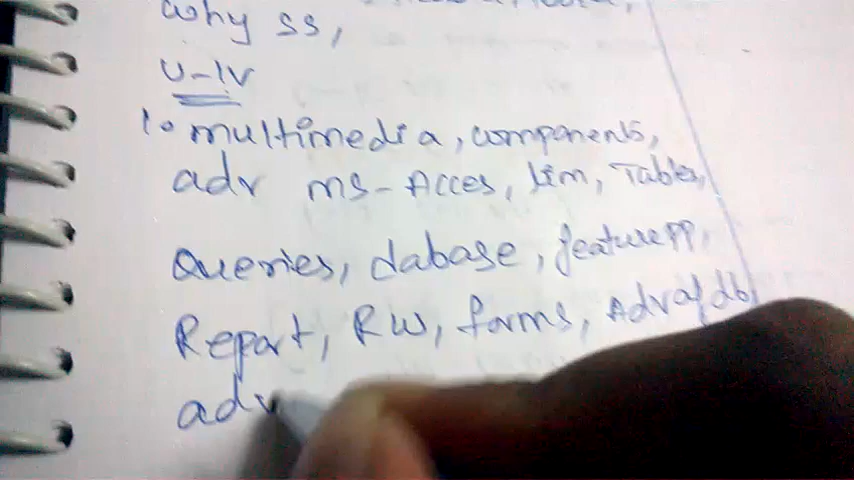 why ss,
U-IV
1. multimedia, components,
adv ms-Acces, lim, Tables,
Queries, dabase, feature pp,
Report, RW, forms, Adv of db,
adv